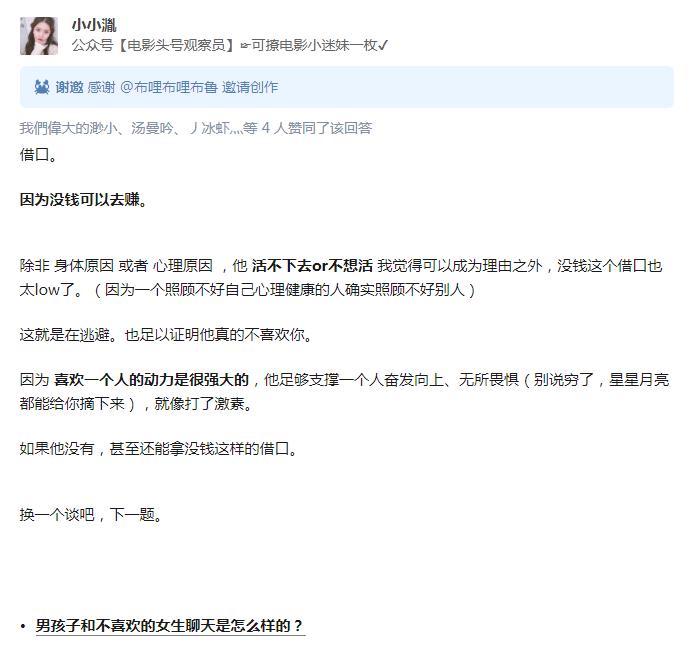 小小溵
公众号【电影头号观察员】☞可撩电影小迷妹一枚✓
谢邀 感谢 @布哩布哩布鲁 邀请创作
我們偉大的渺小、汤曼吟、丿冰虾灬等 4 人赞同了该回答
借口。
因为没钱可以去赚。
除非 身体原因 或者 心理原因 ，他 活不下去or不想活 我觉得可以成为理由之外，没钱这个借口也
太low了。（ 因为一个照顾不好自己心理健康的人确实照顾不好别人 ）
这就是在逃避。也足以证明他真的不喜欢你。
因为 喜欢一个人的动力是很强大的，他足够支撑一个人奋发向上、无所畏惧（ 别说穷了，星星月亮
都能给你摘下来 ），就像打了激素。
如果他没有，甚至还能拿没钱这样的借口。
换一个谈吧，下一题。
• 男孩子和不喜欢的女生聊天是怎么样的？